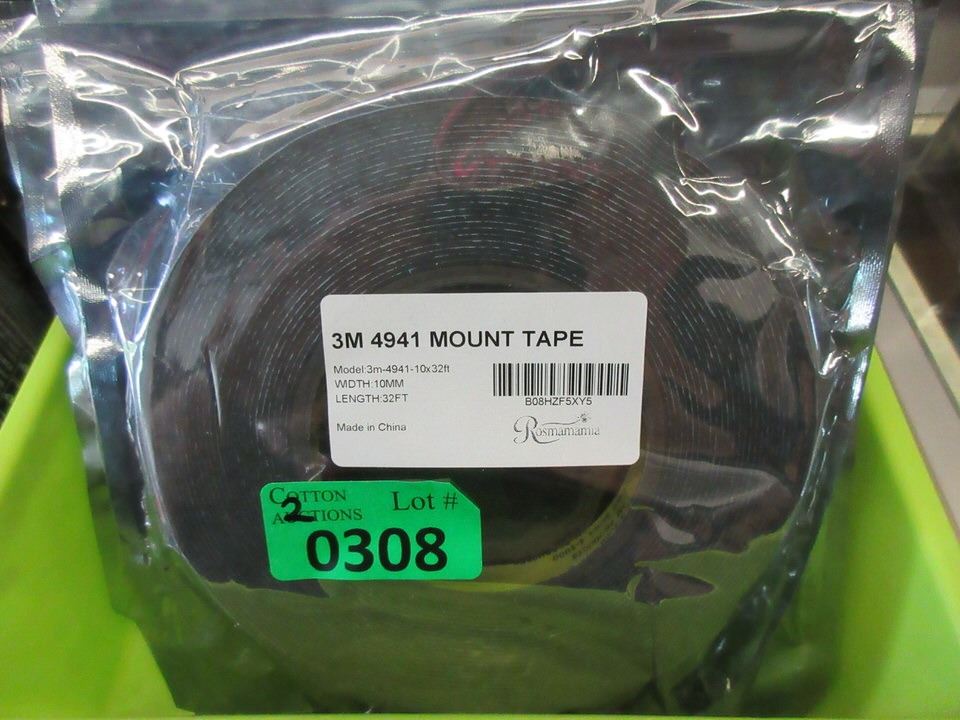 3M 4941 MOUNT TAPE
Model:3m-4941-10x32ft
WIDTH:10MM
LENGTH:32FT
B08HZF5XY5
Made in China
Rosmamamia
COTTON
AUCTIONS
Lot #
2
0308